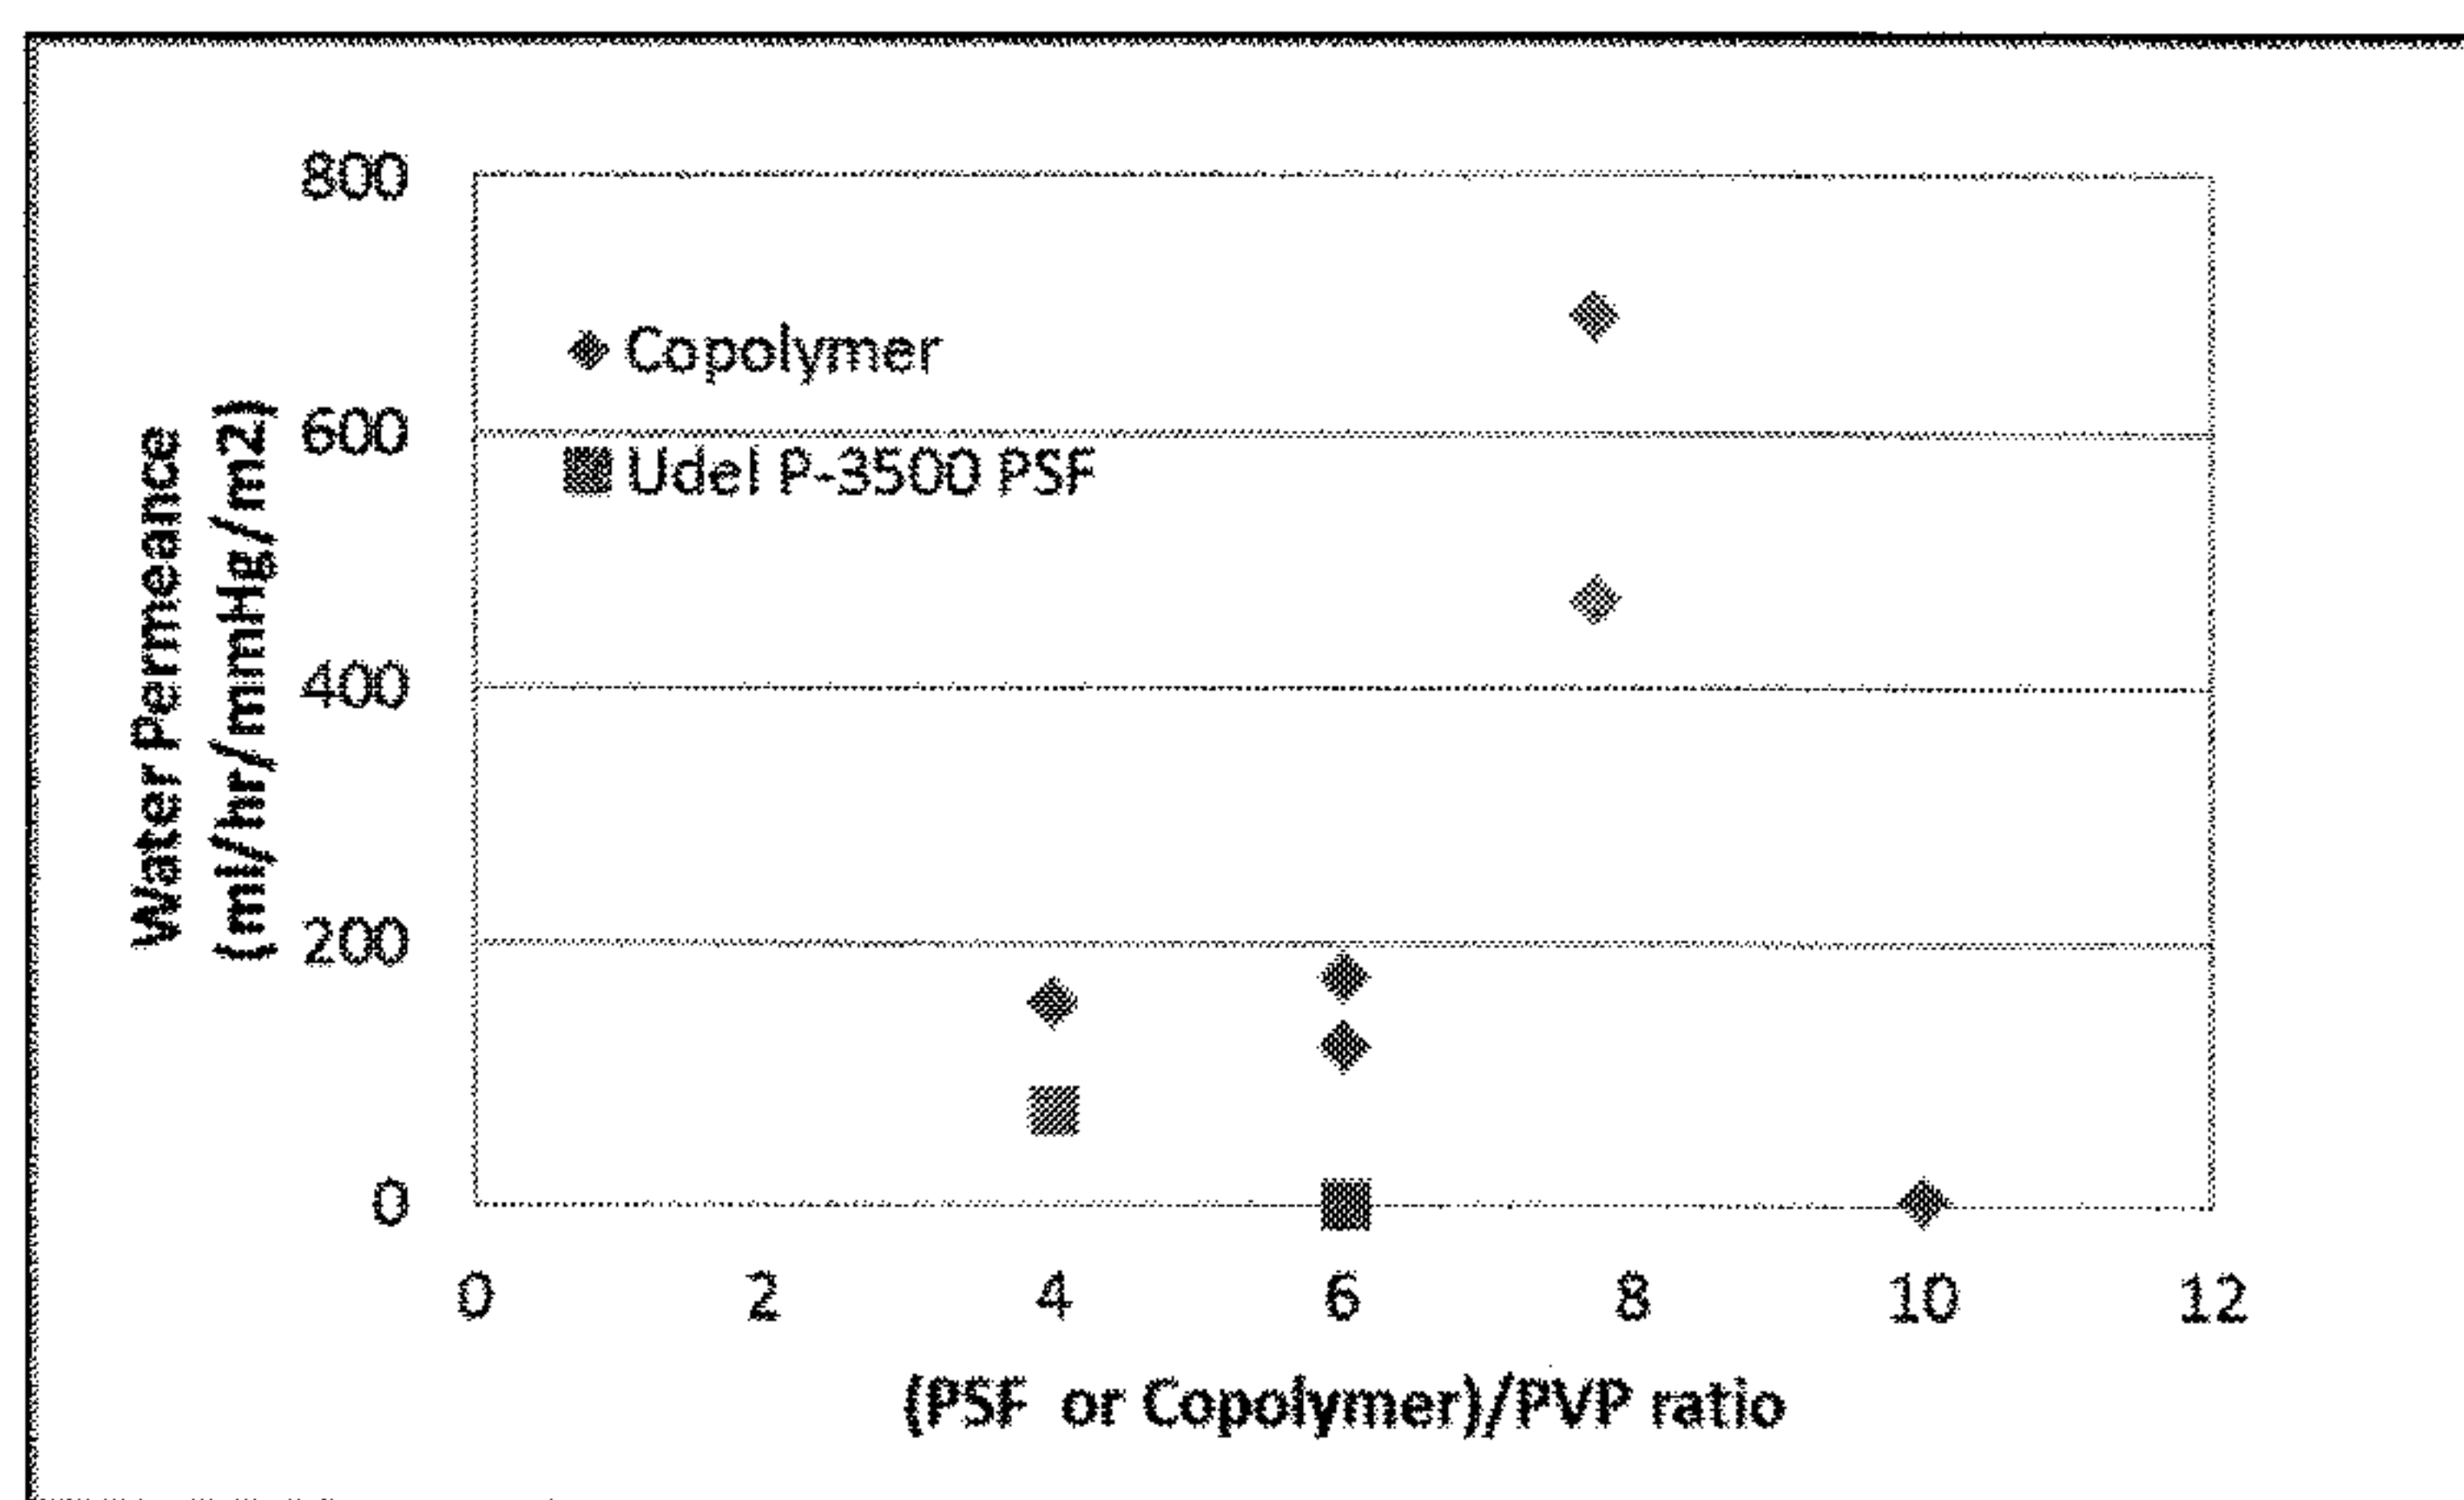 800
Copolymer
600
Udel P-3500 PSF
Water Permeance
(ml/hr/mmHg/m2)
400
200
0
0 2 4 6 8 10 12
(PSF or Copolymer)/PVP ratio